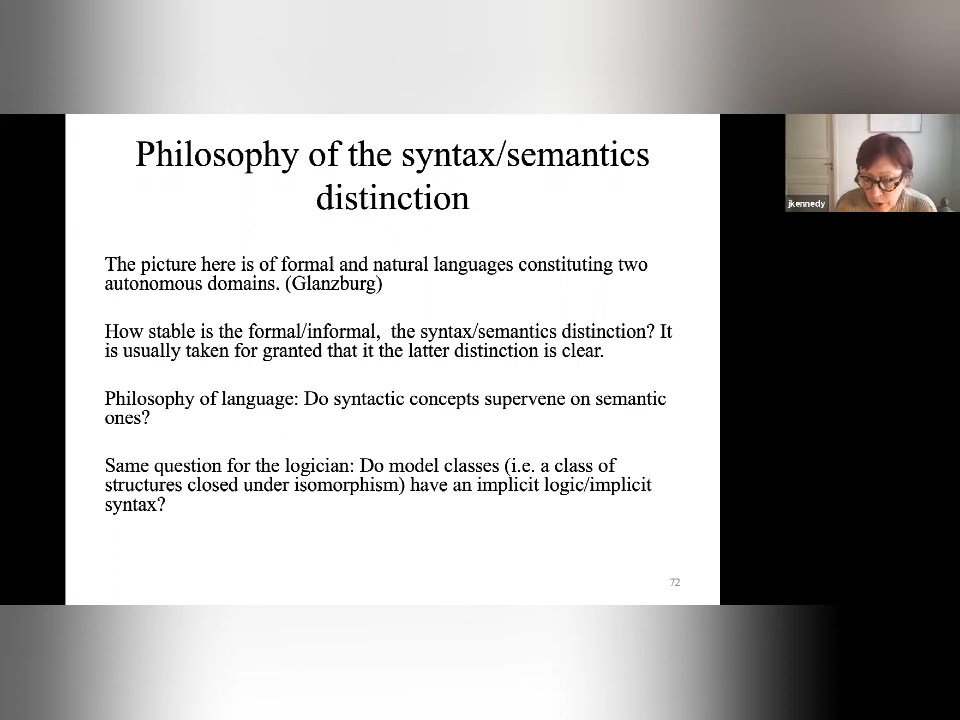 Philosophy of the syntax/semantics
distinction
The picture here is of formal and natural languages constituting two
autonomous domains. (Glanzburg)
How stable is the formal/informal,  the syntax/semantics distinction? It
is usually taken for granted that it the latter distinction is clear.
Philosophy of language: Do syntactic concepts supervene on semantic
ones?
Same question for the logician: Do model classes (i.e. a class of
structures closed under isomorphism) have an implicit logic/implicit
syntax?
72
jkennedy